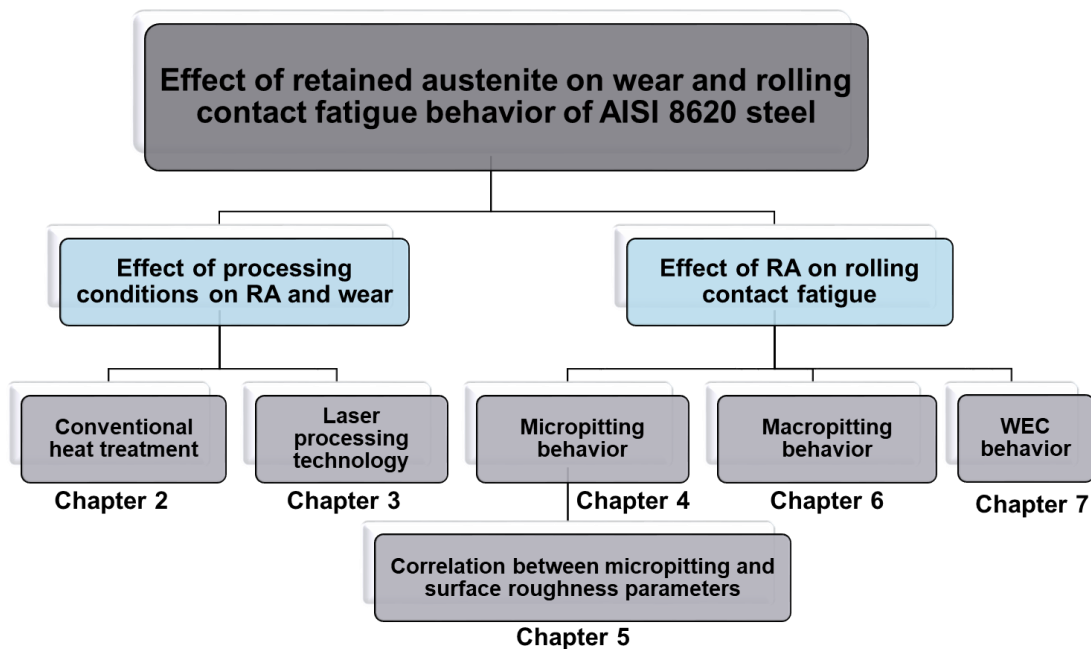 Effect of retained austenite on wear and rolling
contact fatigue behavior of AISI 8620 steel
Effect of processing
conditions on RA and wear
Effect of RA on rolling
contact fatigue
Conventional
heat treatment
Chapter 2
Laser
processing
technology
Chapter 3
Micropitting
behavior
Chapter 4
Macropitting
behavior
Chapter 6
WEC
behavior
Chapter 7
Correlation between micropitting and
surface roughness parameters
Chapter 5